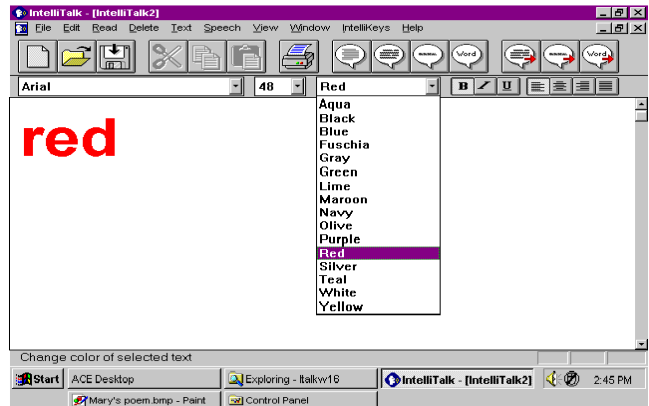 IntelliTalk - [IntelliTalk2]
File Edit Read Delete Text Speech View Window IntelliKeys Help
Word Word
Arial 48 Red B I U
red
Aqua
Black
Blue
Fuschia
Gray
Green
Lime
Maroon
Navy
Olive
Purple
Red
Silver
Teal
White
Yellow
Change color of selected text
Start ACE Desktop Exploring - Italkw16 IntelliTalk - [IntelliTalk2] 2:45 PM
Mary's poem.bmp - Paint Control Panel